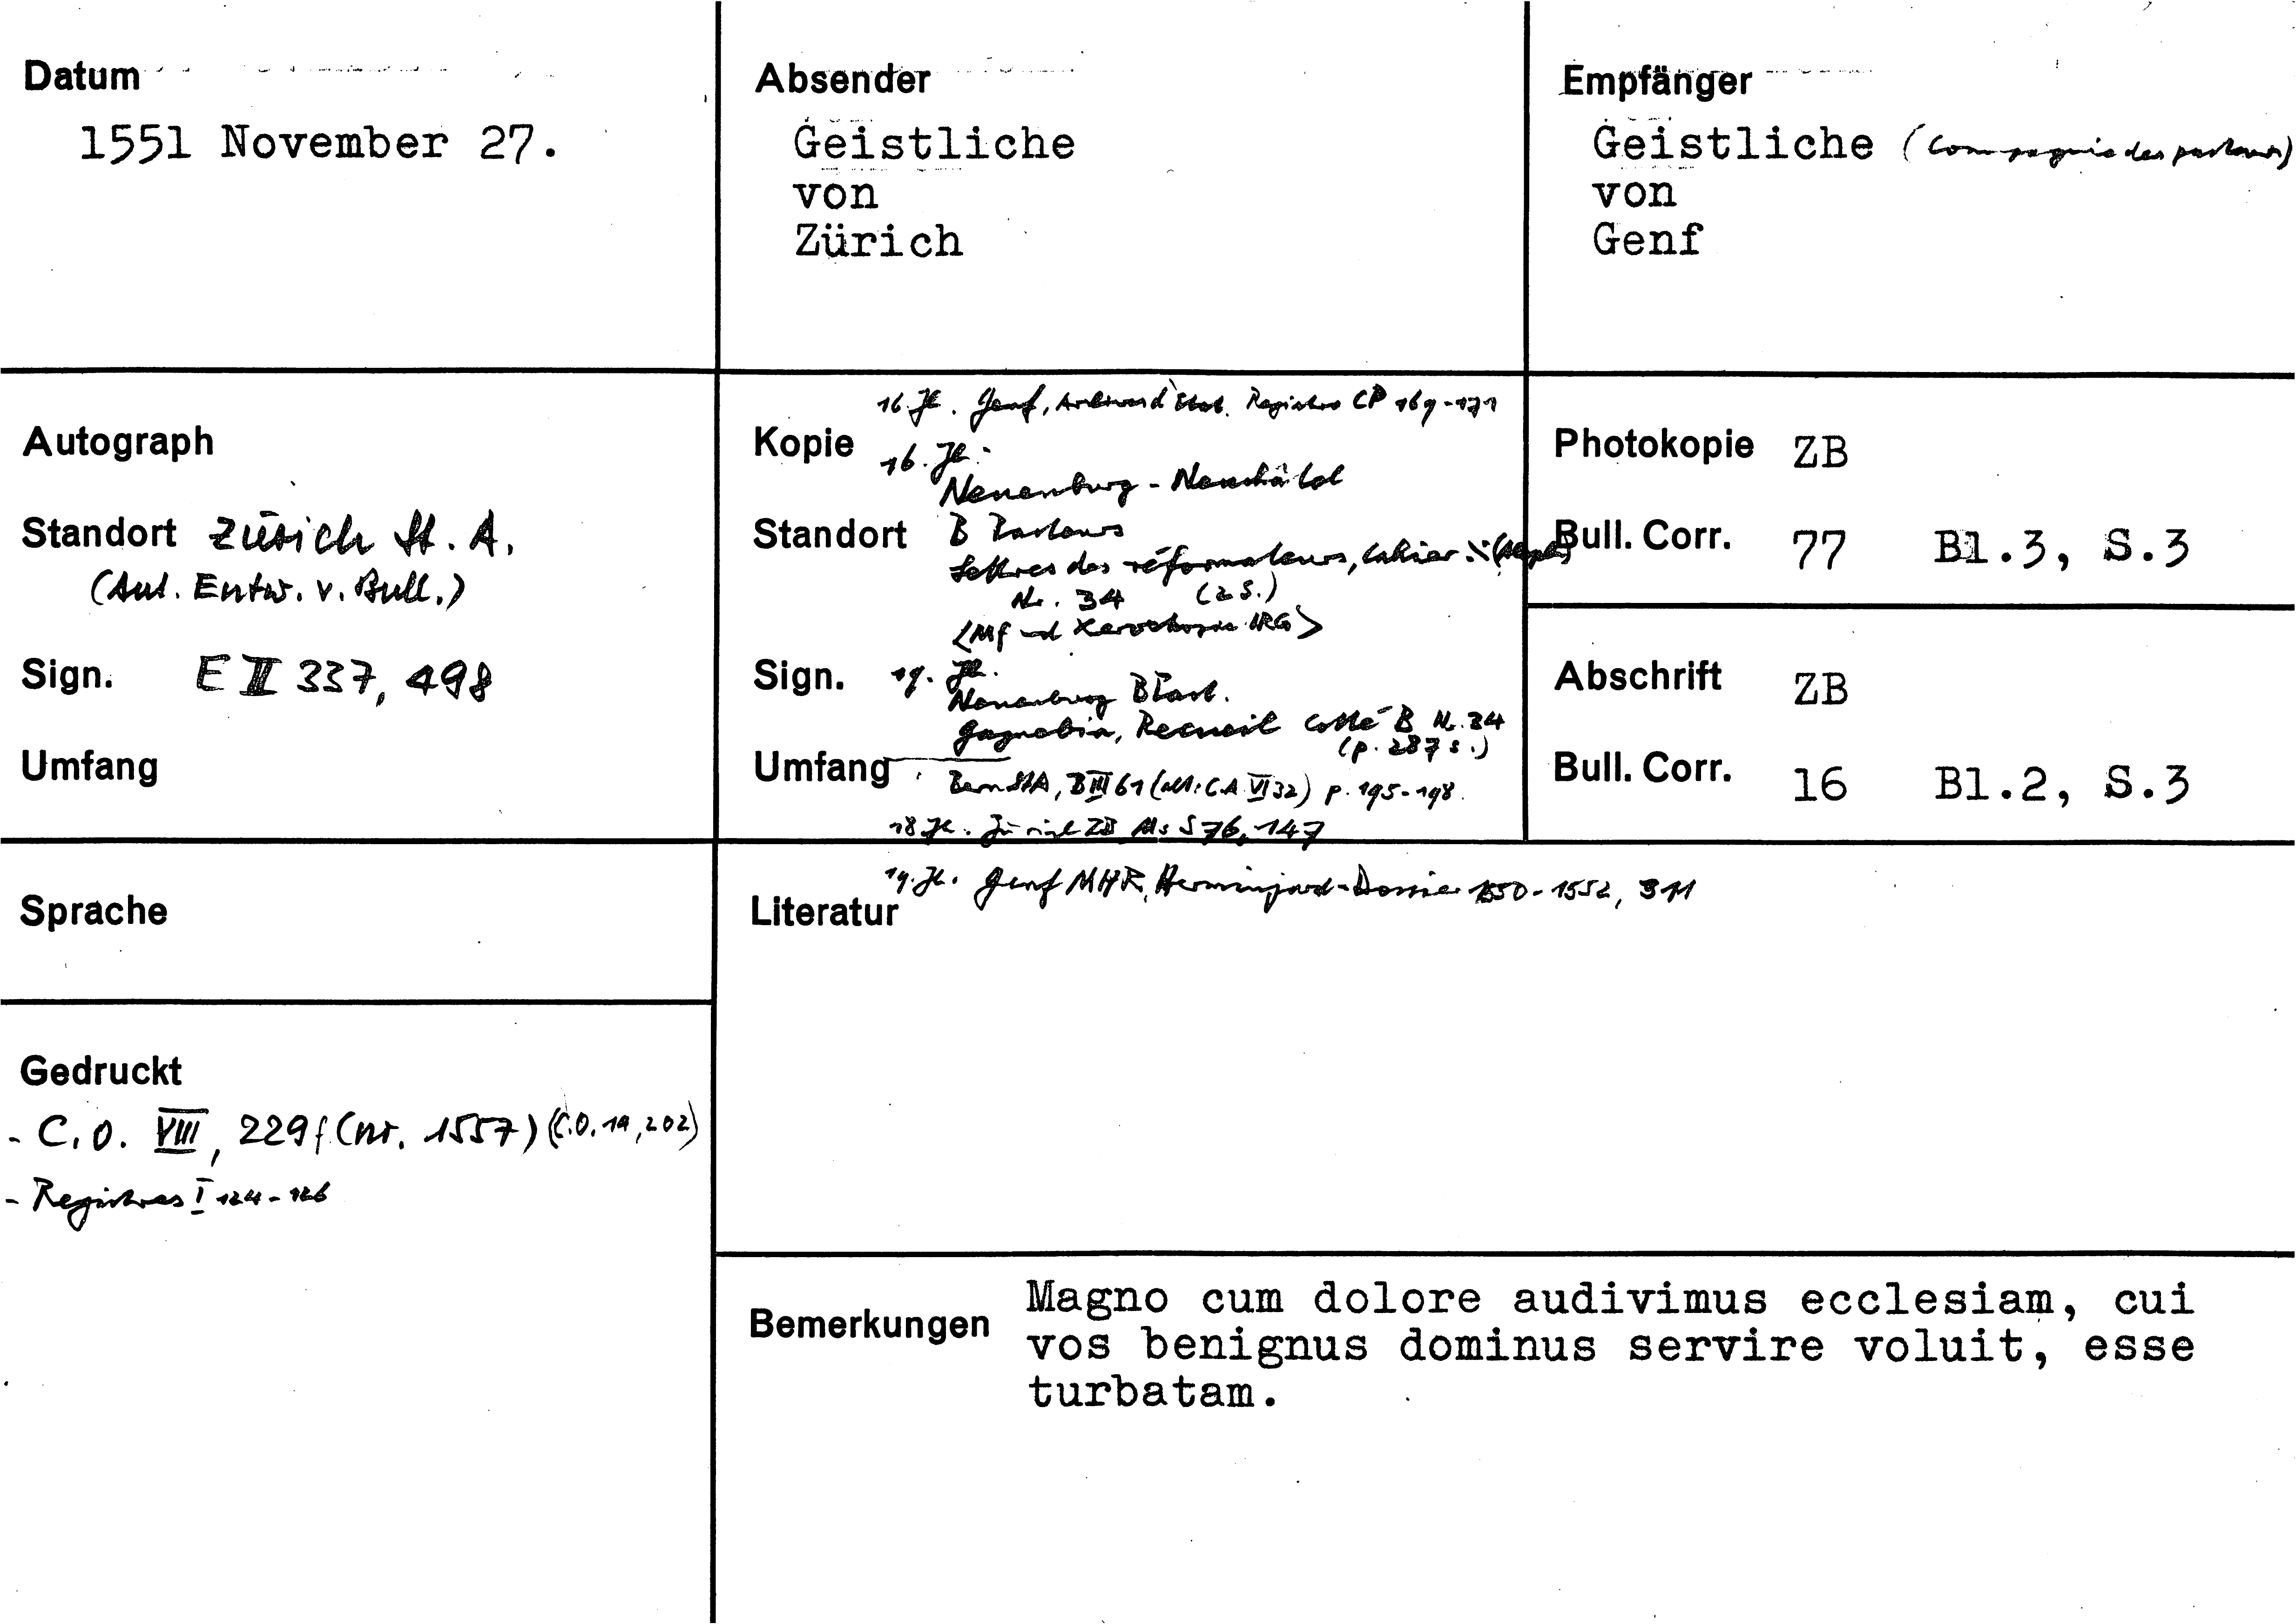 Datum
1551 November 27.
Absender
Geistliche
von
Zürich
Empfänger
Geistliche (Compagnie des pasteurs)
von
Genf
Autograph
Standort Zürich St. A.
(Aut. Entw. v. Bull.)
Sign. E II 337, 498
Umfang
16. Jh. Genf, Archives d'Etat. Registre CP 169-171
Kopie 16. Jh.
Neuenburg - Neuchâtel
Standort B Pasteurs
Lettres des réformateurs, cahier
Nr. 34 (2 S.)
<Mf und Xerokopie IRG>
Sign. 19. Jh.
Neuenburg BPast.
Gagnebin, Recueil cotté B Nr. 34
(p. 287 s.)
Umfang
Bern StA, B III 61 (alt: C.A. VI 32) p. 195-198.
18. Jh. Zürich ZB Ms S 76, 147
Photokopie ZB
Bull. Corr. 77 Bl.3, S.3
Abschrift ZB
Bull. Corr. 16 Bl.2, S.3
Sprache
19. Jh. Genf MHR, Herminjard-Dossier 1550-1552, 311
Literatur
Gedruckt
- C.O. VIII, 229f (nr. 1557) (C.O. 14, 202)
- Registres I 124-126
Bemerkungen
Magno cum dolore audivimus ecclesiam, cui
vos benignus dominus servire voluit, esse
turbatam.